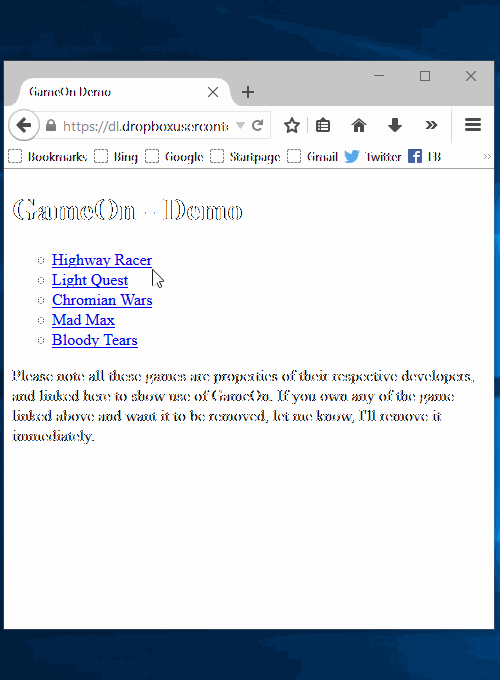 GameOn Demo
https://dl.dropboxuserconte
Bookmarks Bing Google Startpage Gmail Twitter FB
GameOn - Demo
Highway Racer
Light Quest
Chromian Wars
Mad Max
Bloody Tears
Please note all these games are properties of their respective developers,
and linked here to show use of GameOn. If you own any of the game
linked above and want it to be removed, let me know, I'll remove it
immediately.